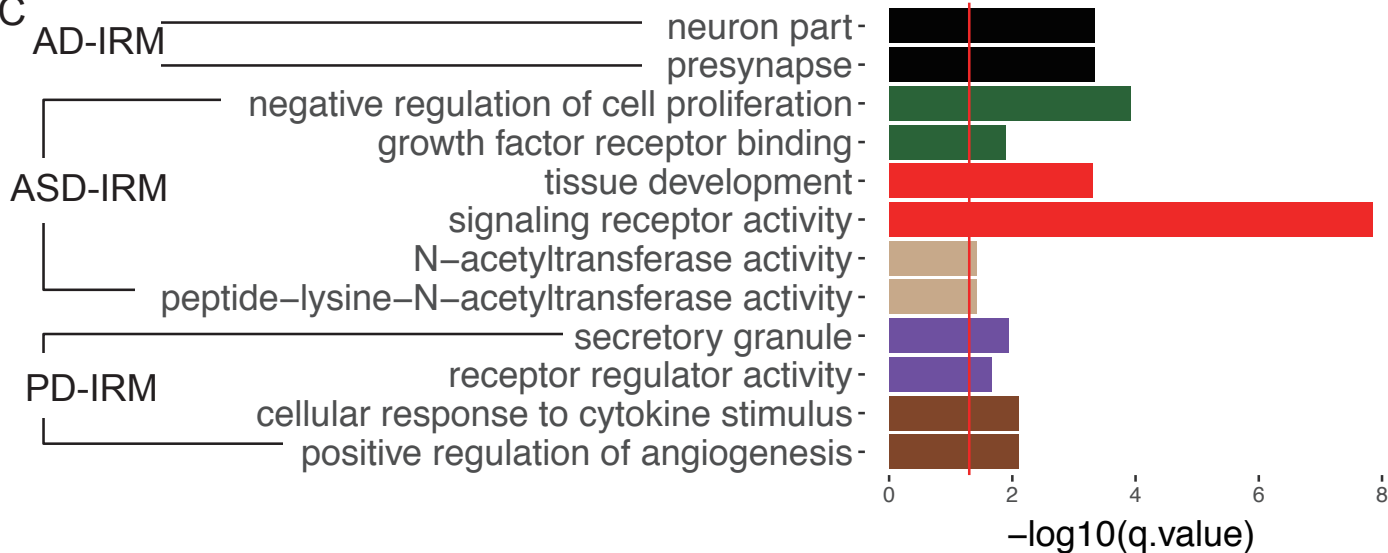 C
AD-IRM
neuron part
presynapse
negative regulation of cell proliferation
growth factor receptor binding
ASD-IRM
tissue development
signaling receptor activity
N−acetyltransferase activity
peptide−lysine−N−acetyltransferase activity
secretory granule
PD-IRM
receptor regulator activity
cellular response to cytokine stimulus
positive regulation of angiogenesis
0 2 4 6 8
−log10(q.value)